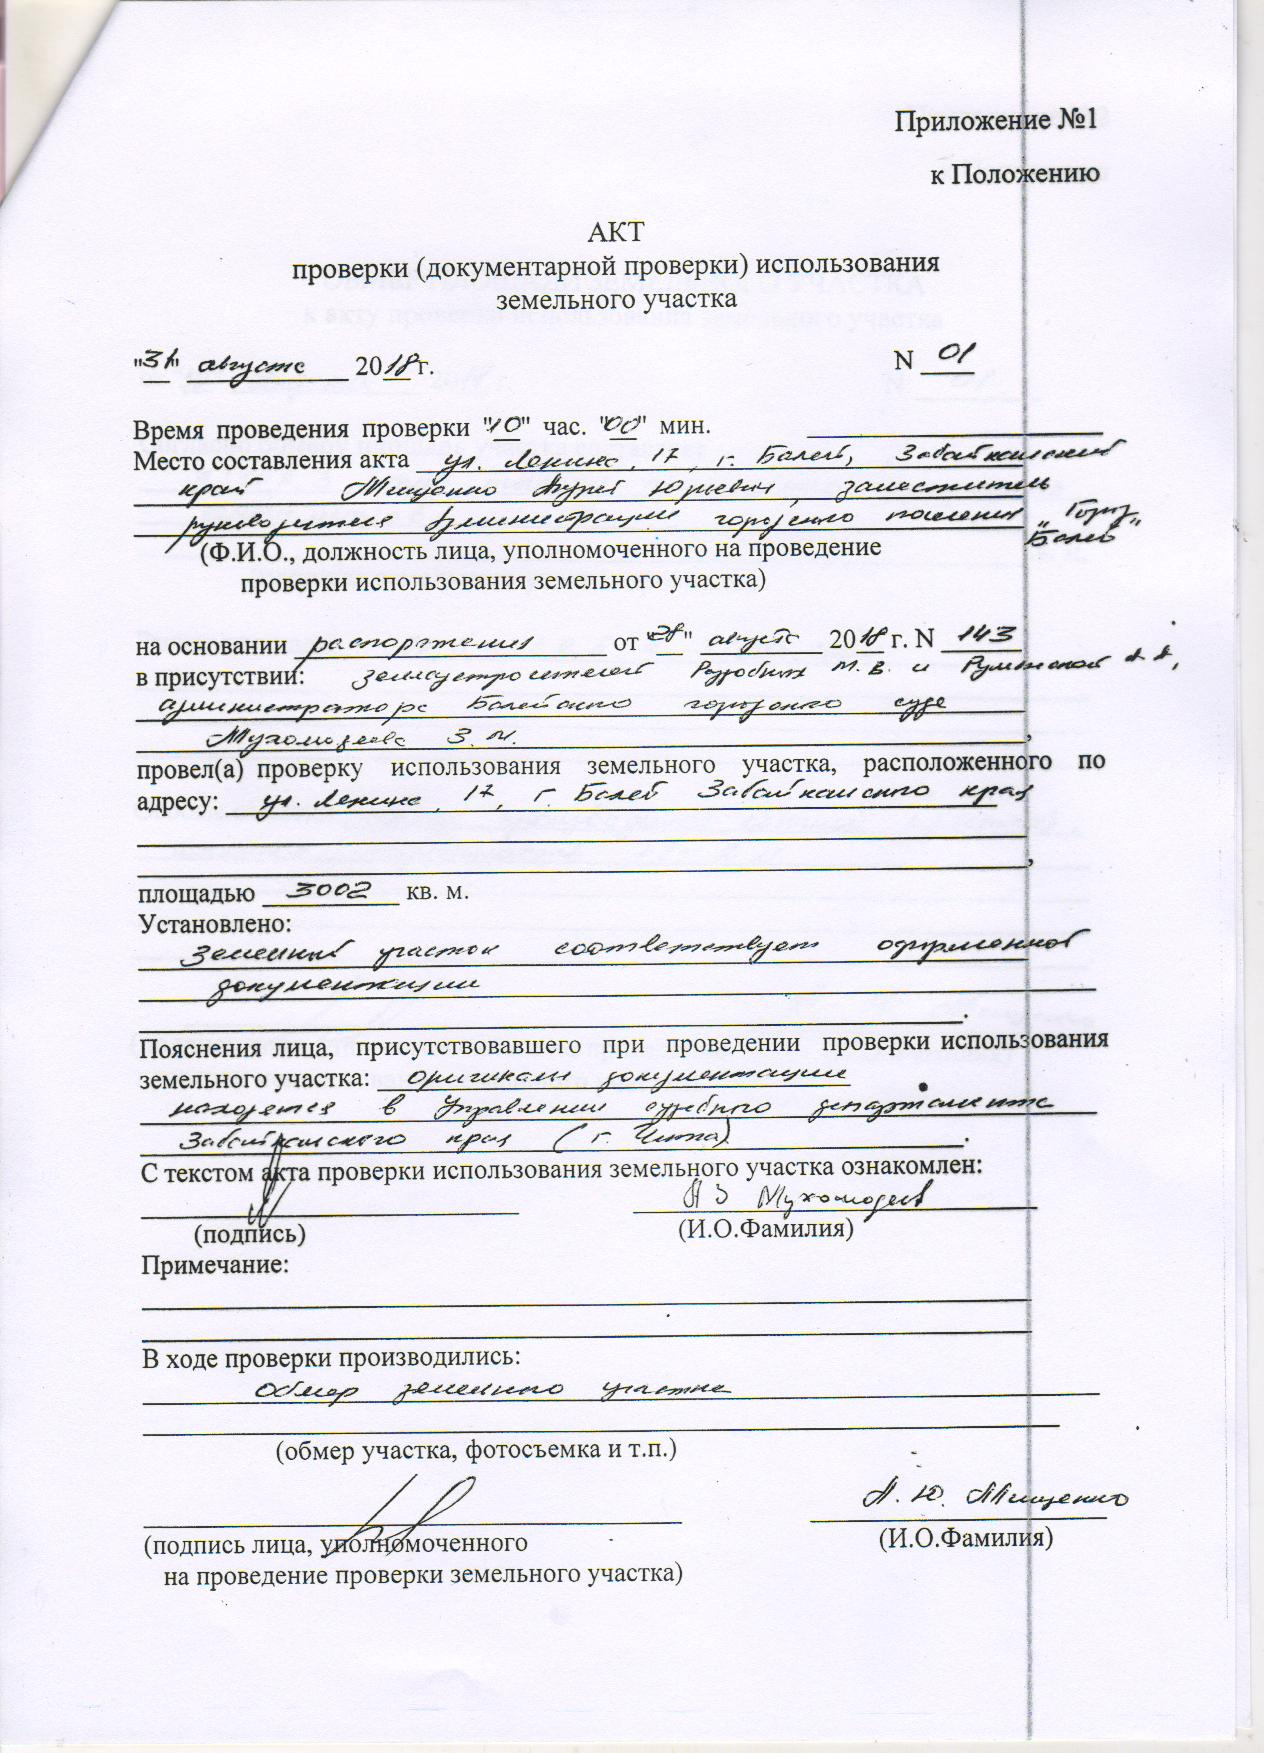 Приложение №1
к Положению
АКТ
проверки (документарной проверки) использования
земельного участка
"31" августа 2018 г. N 01
Время проведения проверки "10" час. "00" мин.
Место составления акта ул. Ленина, 17, г. Балей, Забайкальский
край Мищенко Андрей Юрьевич, заместитель
руководителя Администрации городского поселения "Город
Балей"
(Ф.И.О., должность лица, уполномоченного на проведение
проверки использования земельного участка)
на основании распоряжения от "28" августа 2018 г. N 143
в присутствии: землеустроителей М.В. и
администратора Балейского городского суда
Мухомедеева З.М.,
провел(а) проверку использования земельного участка, расположенного по
адресу: ул. Ленина, 17, г. Балей Забайкальского края
,
площадью 3002 кв. м.
Установлено:
Земельный участок соответствует оформленной
документации
.
Пояснения лица, присутствовавшего при проведении проверки использования
земельного участка: Оригиналы документации
находятся в Управлении судебного департамента
Забайкальского края (г. Чита).
С текстом акта проверки использования земельного участка ознакомлен:
Мухомедеев
(подпись) (И.О.Фамилия)
Примечание:
В ходе проверки производились:
Обмер земельного участка
(обмер участка, фотосъемка и т.п.)
А. Ю. Мищенко
(подпись лица, уполномоченного (И.О.Фамилия)
на проведение проверки земельного участка)